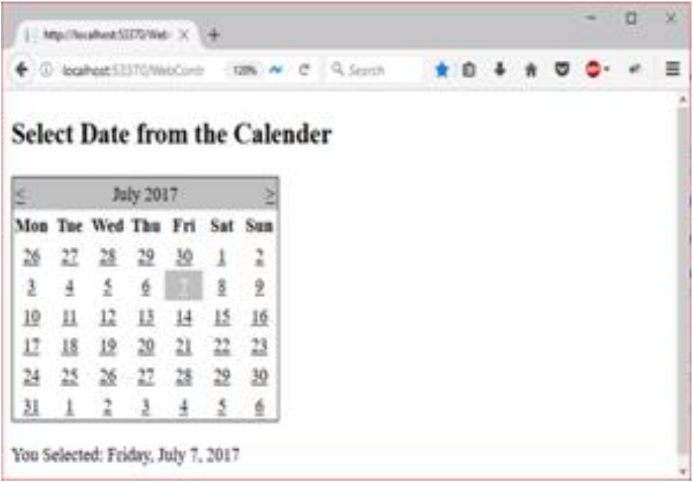 http://localhost:53370/Web
localhost:53370/WebContr 120% Search
Select Date from the Calender
< July 2017 >
Mon Tue Wed Thu Fri Sat Sun
26 27 28 29 30 1 2
3 4 5 6 7 8 9
10 11 12 13 14 15 16
17 18 19 20 21 22 23
24 25 26 27 28 29 30
31 1 2 3 4 5 6
You Selected: Friday, July 7, 2017